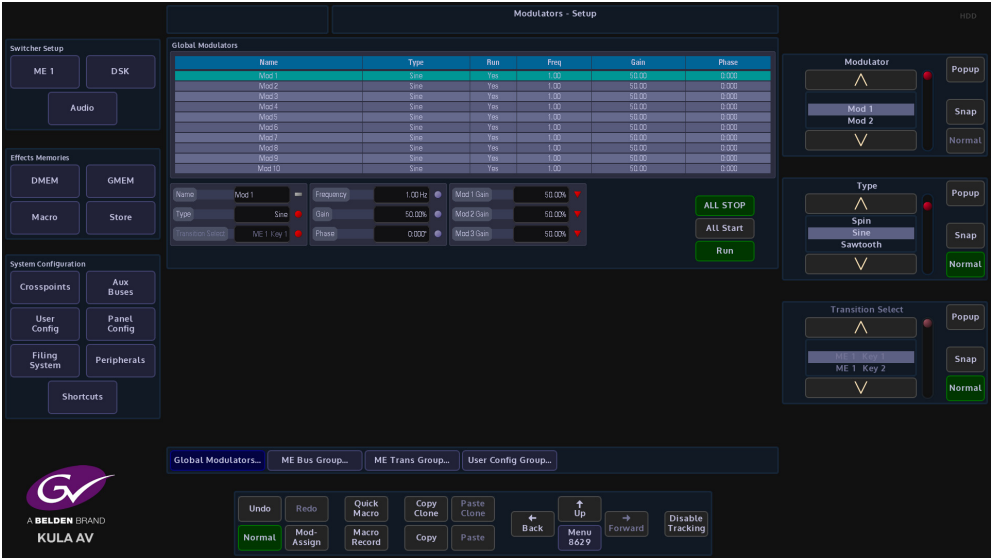 Modulators - Setup
HDD
Switcher Setup
ME 1
DSK
Audio
Effects Memories
DMEM
GMEM
Macro
Store
System Configuration
Crosspoints
Aux
Buses
User
Config
Panel
Config
Filing
System
Peripherals
Shortcuts
Global Modulators
Name Type Run Freq Gain Phase
Mod 1 Sine Yes 1.00 50.00 0.000
Mod 2 Sine Yes 1.00 50.00 0.000
Mod 3 Sine Yes 1.00 50.00 0.000
Mod 4 Sine Yes 1.00 50.00 0.000
Mod 5 Sine Yes 1.00 50.00 0.000
Mod 6 Sine Yes 1.00 50.00 0.000
Mod 7 Sine Yes 1.00 50.00 0.000
Mod 8 Sine Yes 1.00 50.00 0.000
Mod 9 Sine Yes 1.00 50.00 0.000
Mod 10 Sine Yes 1.00 50.00 0.000
Name Mod 1
Type Sine
Transition Select ME 1 Key 1
Frequency 1.00 Hz
Gain 50.00%
Phase 0.000°
Mod 1 Gain 50.00%
Mod 2 Gain 50.00%
Mod 3 Gain 50.00%
ALL STOP
All Start
Run
Modulator
Mod 1
Mod 2
Popup
Snap
Normal
Type
Spin
Sine
Sawtooth
Popup
Snap
Normal
Transition Select
ME 1 Key 1
ME 1 Key 2
Popup
Snap
Normal
Global Modulators...
ME Bus Group...
ME Trans Group...
User Config Group...
GV
A BELDEN BRAND
KULA AV
Undo
Redo
Normal
Mod-
Assign
Quick
Macro
Macro
Record
Copy
Clone
Paste
Clone
Copy
Paste
Back
Up
Menu
8629
Forward
Disable
Tracking